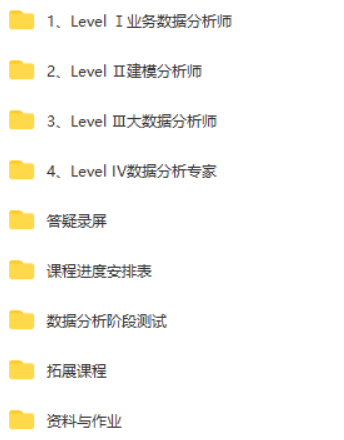 1、Level Ⅰ业务数据分析师
2、Level Ⅱ建模分析师
3、Level Ⅲ大数据分析师
4、Level IV数据分析专家
答疑录屏
课程进度安排表
数据分析阶段测试
拓展课程
资料与作业